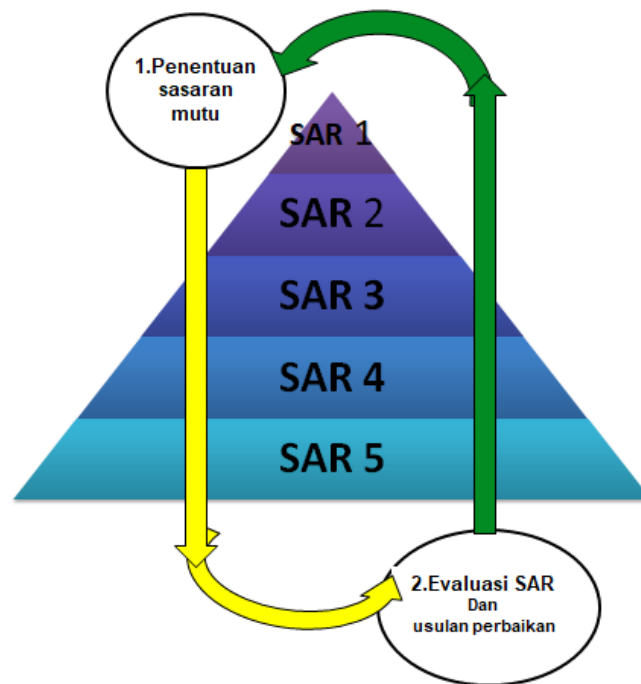 1.Penentuan
sasaran
mutu
SAR 1
SAR 2
SAR 3
SAR 4
SAR 5
2.Evaluasi SAR
Dan
usulan perbaikan